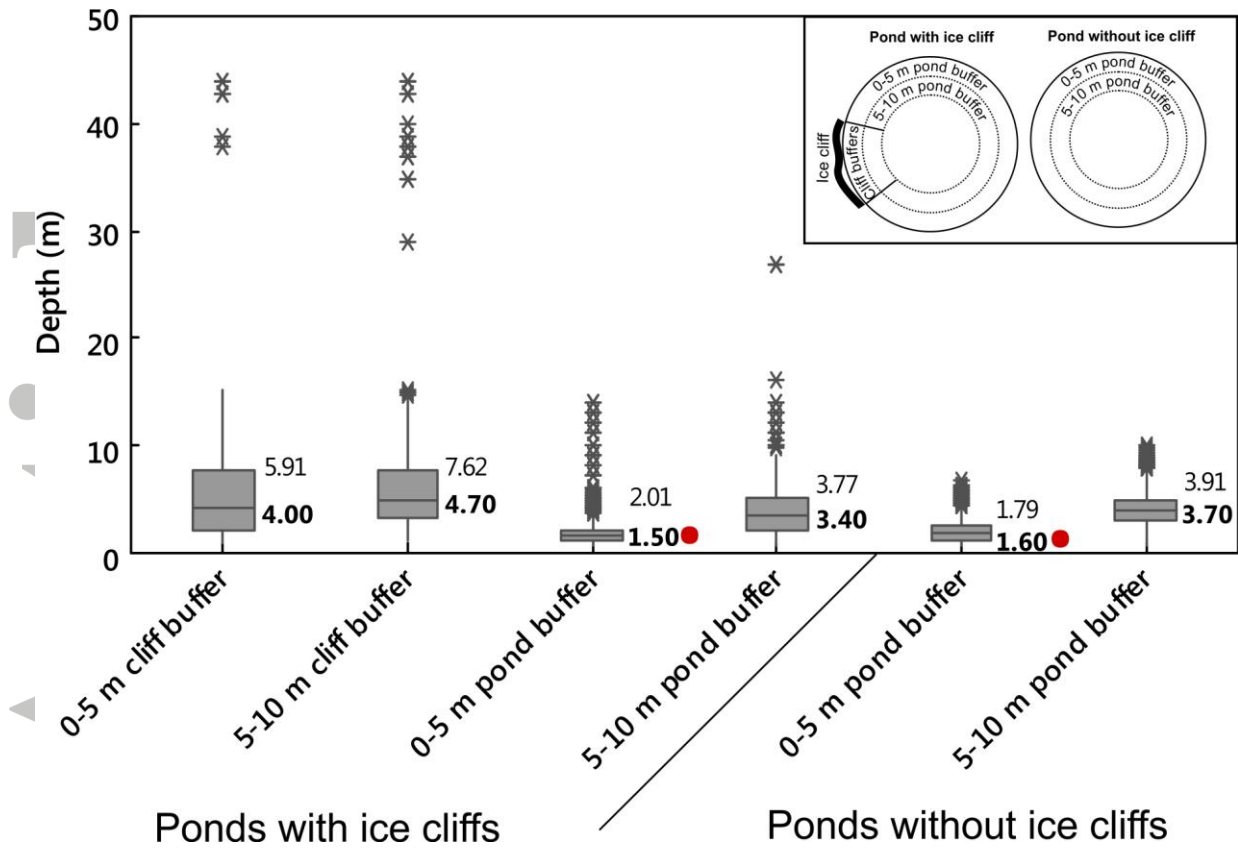 50
40
30
20
10
0
Depth (m)
Pond with ice cliff
0-5 m pond buffer
5-10 m pond buffer
Cliff buffers
Ice cliff
Pond without ice cliff
0-5 m pond buffer
5-10 m pond buffer
5.91
4.00
7.62
4.70
2.01
1.50
3.77
3.40
1.79
1.60
3.91
3.70
0-5 m cliff buffer
5-10 m cliff buffer
0-5 m pond buffer
5-10 m pond buffer
0-5 m pond buffer
5-10 m pond buffer
Ponds with ice cliffs
Ponds without ice cliffs